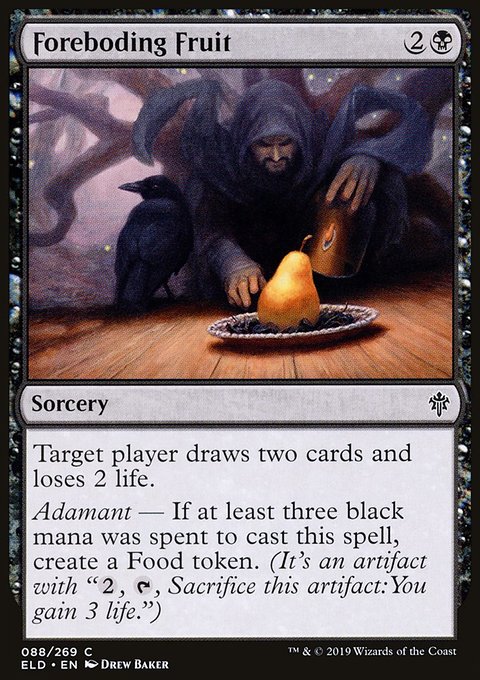 Foreboding Fruit 2
Sorcery
Target player draws two cards and
loses 2 life.
Adamant — If at least three black
mana was spent to cast this spell,
create a Food token. (It's an artifact
with “2, , Sacrifice this artifact:You
gain 3 life.”)
088/269 C
ELD • EN Drew Baker
™ & © 2019 Wizards of the Coast